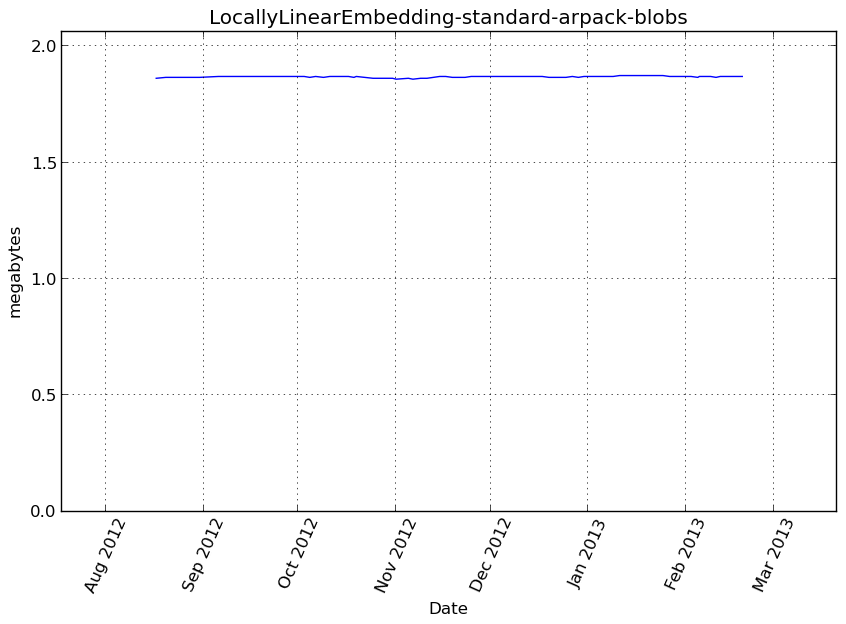 LocallyLinearEmbedding-standard-arpack-blobs
2.0
1.5
1.0
0.5
0.0
megabytes
Aug 2012
Sep 2012
Oct 2012
Nov 2012
Dec 2012
Jan 2013
Feb 2013
Mar 2013
Date